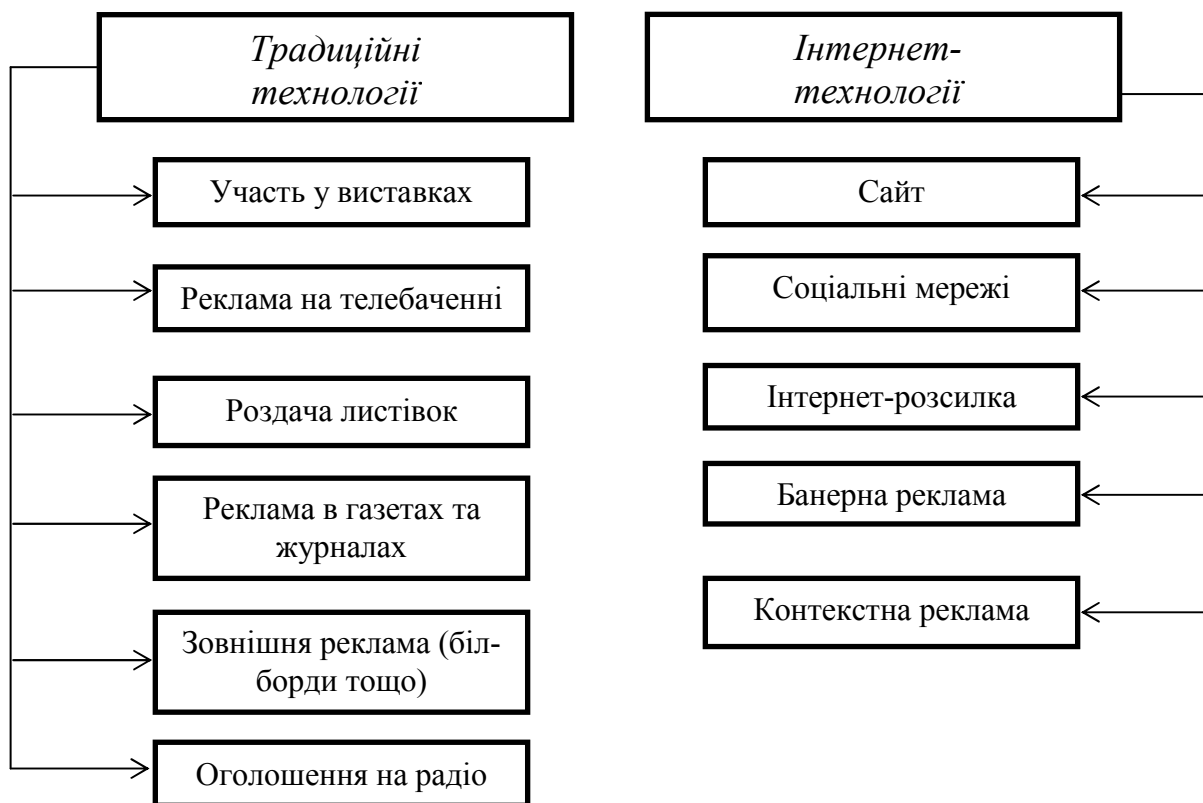 Традиційні
технології
Участь у виставках
Реклама на телебаченні
Роздача листівок
Реклама в газетах та
журналах
Зовнішня реклама (біл-
борди тощо)
Оголошення на радіо
Інтернет-
технології
Сайт
Соціальні мережі
Інтернет-розсилка
Банерна реклама
Контекстна реклама